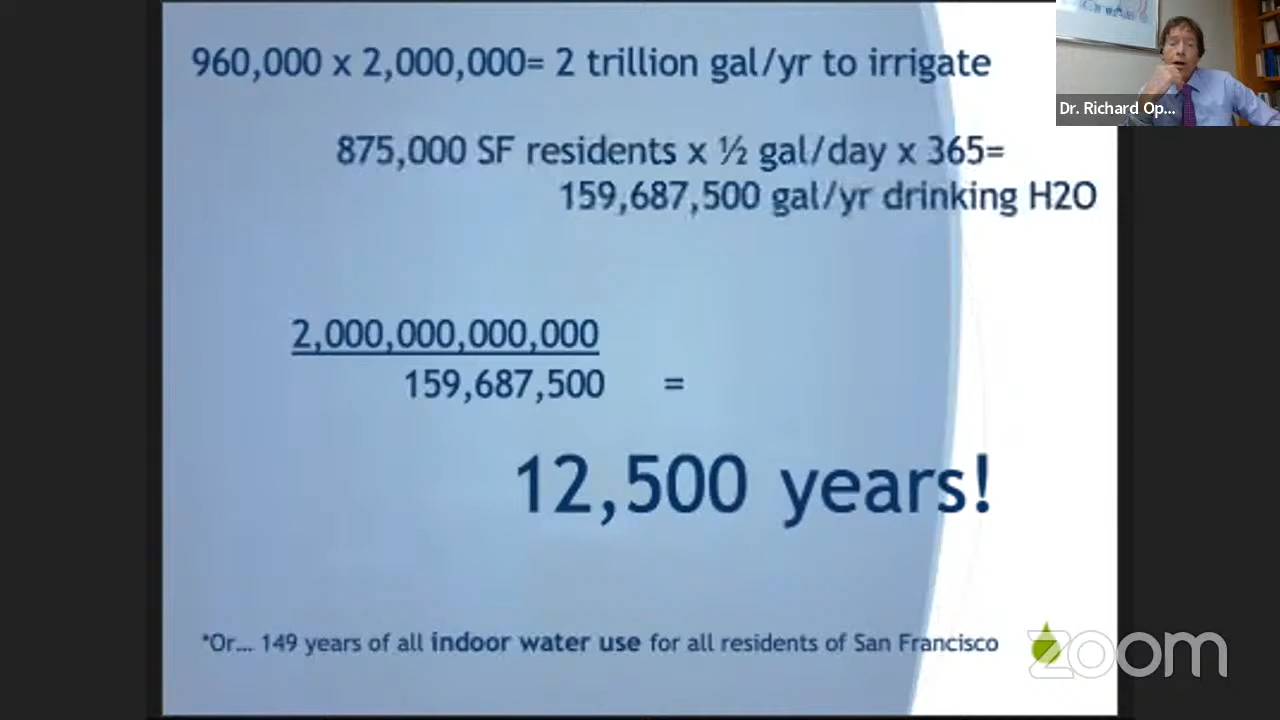 960,000 x 2,000,000= 2 trillion gal/yr to irrigate
Dr. Richard Op...
875,000 SF residents x ½ gal/day x 365=
159,687,500 gal/yr drinking H2O
2,000,000,000,000
159,687,500 =
12,500 years!
*Or... 149 years of all indoor water use for all residents of San Francisco
zoom